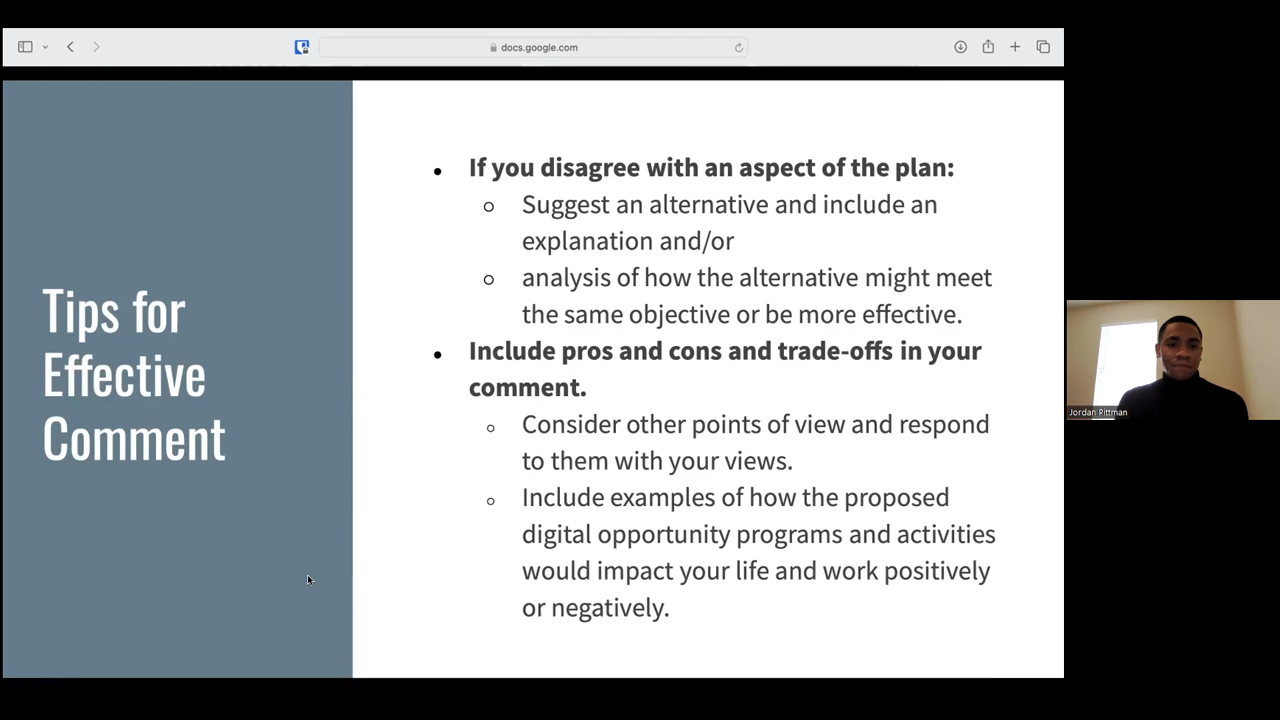 docs.google.com
Tips for
Effective
Comment
If you disagree with an aspect of the plan:
Suggest an alternative and include an
explanation and/or
analysis of how the alternative might meet
the same objective or be more effective.
Include pros and cons and trade-offs in your
comment.
Consider other points of view and respond
to them with your views.
Include examples of how the proposed
digital opportunity programs and activities
would impact your life and work positively
or negatively.
Jordan Pittman